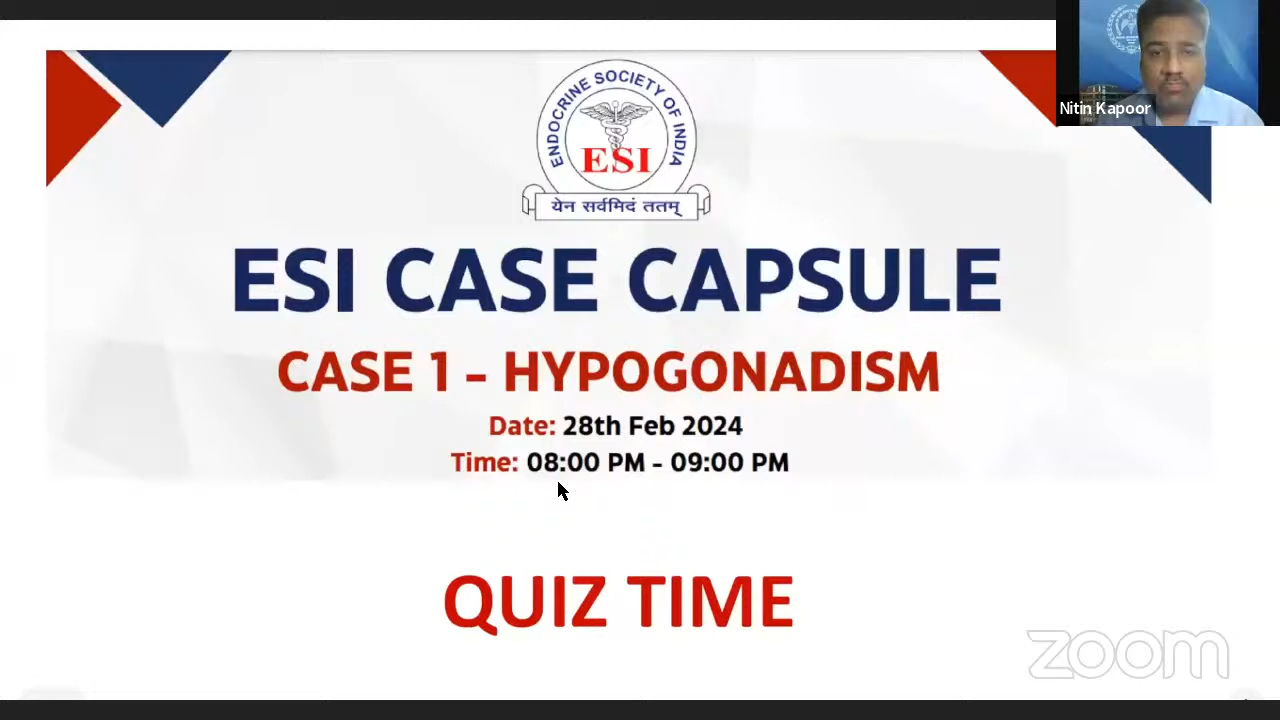 Nitin Kapoor
ENDOCRINE SOCIETY OF INDIA
ESI
येन सर्वमिदं ततम्
ESI CASE CAPSULE
CASE 1 - HYPOGONADISM
Date: 28th Feb 2024
Time: 08:00 PM - 09:00 PM
QUIZ TIME
zoom